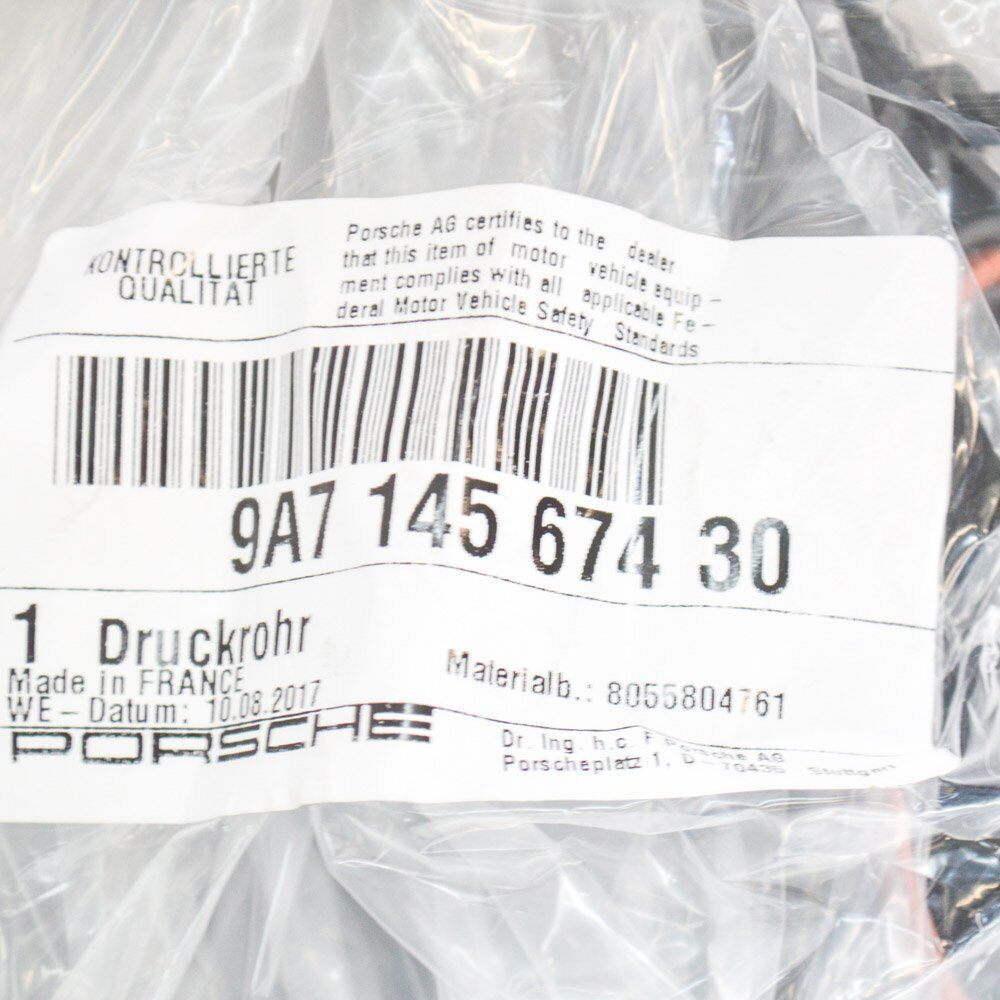 KONTROLLIERTE
QUALITÄT
Porsche AG certifies to the dealer
that this item of motor vehicle equip -
ment complies with all applicable Fe -
deral Motor Vehicle Safety Standards
9A7 145 674 30
1 Druckrohr
Made in FRANCE
WE - Datum: 10.08.2017
Materialb.: 8055804761
PORSCHE
Dr. Ing. h.c. F. Porsche AG
Porscheplatz 1, D - 70435 Stuttgart